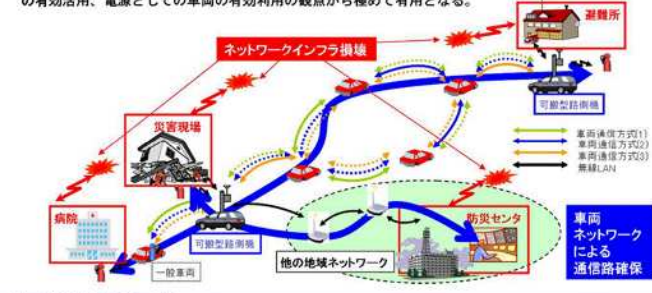 の有効活用、電源としての車両の有効利用の観点から極めて有用となる。
避難所
ネットワークインフラ損壊
可搬型路側機
災害現場
車両通信方式(1)
車両通信方式(2)
車両通信方式(3)
無線LAN
病院
防災センタ
車両
ネットワーク
による
通信路確保
可搬型路側機
他の地域ネットワーク
一般車両